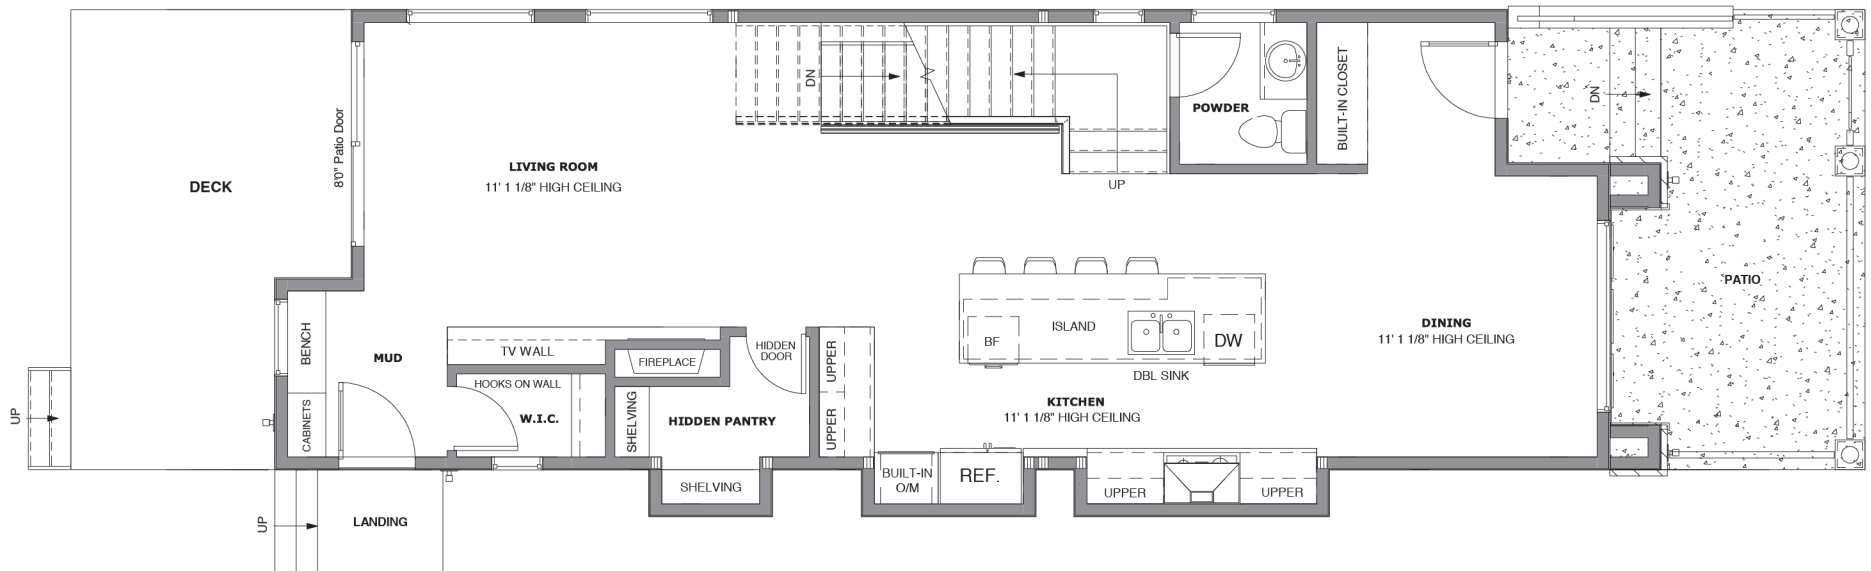 DECK
8'0" Patio Door
LIVING ROOM
11' 1 1/8" HIGH CEILING
DN
UP
POWDER
BUILT-IN CLOSET
DN
PATIO
DINING
11' 1 1/8" HIGH CEILING
ISLAND
BF
DW
DBL SINK
KITCHEN
11' 1 1/8" HIGH CEILING
BENCH
MUD
CABINETS
TV WALL
FIREPLACE
HIDDEN
DOOR
HOOKS ON WALL
W.I.C.
SHELVING
HIDDEN PANTRY
UPPER
UPPER
SHELVING
BUILT-IN
O/M
REF.
UPPER
UPPER
UP
UP
LANDING